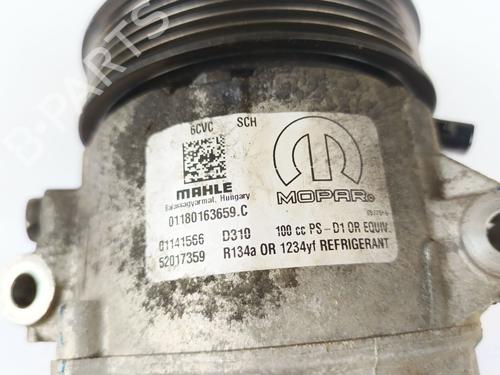 6CVC SCH
MAHLE
Balassagyarmat, Hungary
MOPAR®
01180163659.C
01141566 D310 100 cc PS-D1 OR EQUIV.
52017359 R134a OR 1234yf REFRIGERANT
B-PARTS